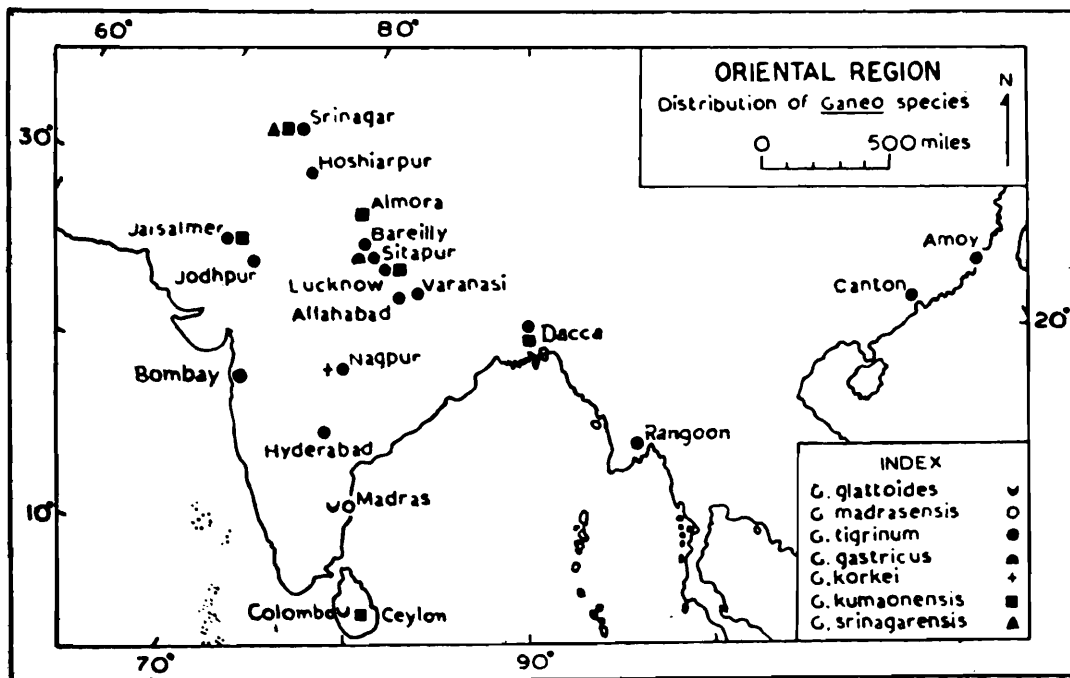 60°
80°
ORIENTAL REGION
Distribution of Ganeo species
N
0 500 miles
30°
Srinagar
Hoshiarpur
Almora
Jaisalmer
Bareilly
Sitapur
Jodhpur
Lucknow
Varanasi
Allahabad
Amoy
Canton
20°
Dacca
Nagpur
Bombay
Hyderabad
Rangoon
10°
Madras
Colombo
Ceylon
INDEX
G. glattoides
G madrasensis
G. tigrinum
G. gastricus
G. korkei
G. kumaonensis
G. srinagarensis
70°
90°